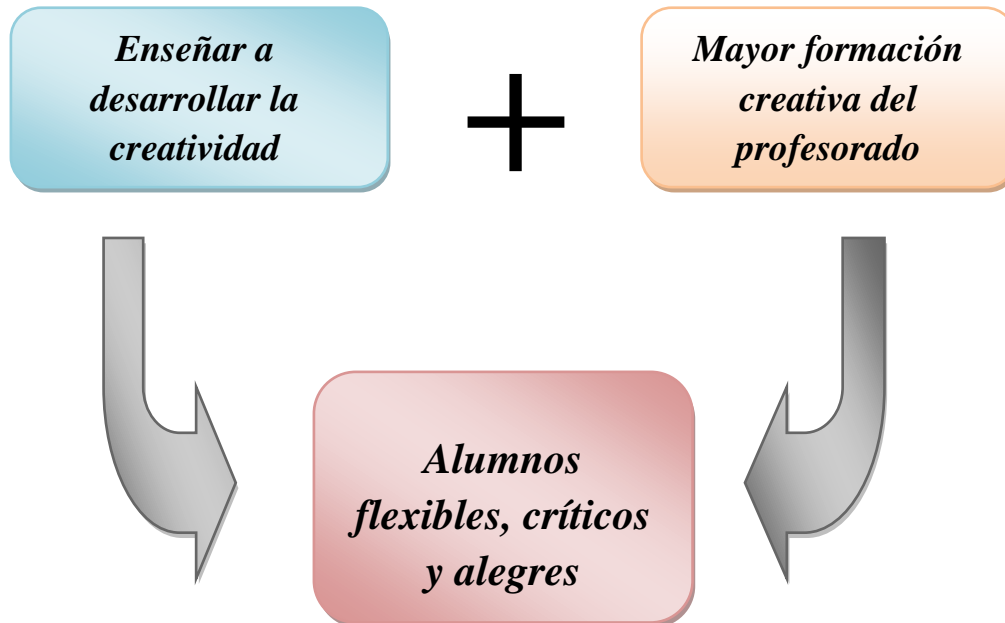 Enseñar a
desarrollar la
creatividad
+
Mayor formación
creativa del
profesorado
Alumnos
flexibles, críticos
y alegres